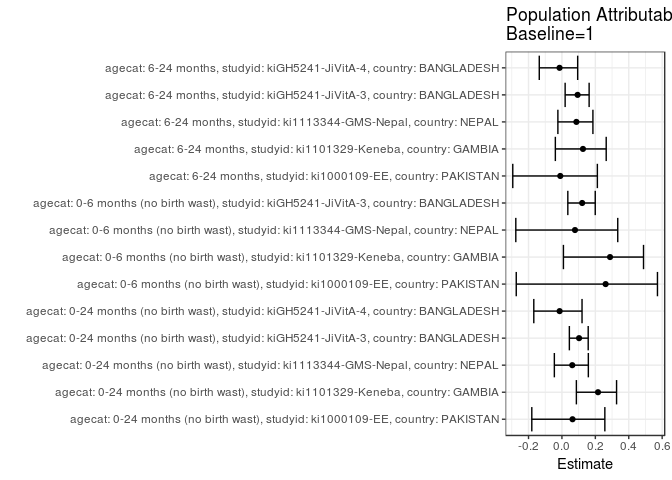 Population Attributab
Baseline=1
agecat: 6-24 months, studyid: kiGH5241-JiVitA-4, country: BANGLADESH
agecat: 6-24 months, studyid: kiGH5241-JiVitA-3, country: BANGLADESH
agecat: 6-24 months, studyid: ki1113344-GMS-Nepal, country: NEPAL
agecat: 6-24 months, studyid: ki1101329-Keneba, country: GAMBIA
agecat: 6-24 months, studyid: ki1000109-EE, country: PAKISTAN
agecat: 0-6 months (no birth wast), studyid: kiGH5241-JiVitA-3, country: BANGLADESH
agecat: 0-6 months (no birth wast), studyid: ki1113344-GMS-Nepal, country: NEPAL
agecat: 0-6 months (no birth wast), studyid: ki1101329-Keneba, country: GAMBIA
agecat: 0-6 months (no birth wast), studyid: ki1000109-EE, country: PAKISTAN
agecat: 0-24 months (no birth wast), studyid: kiGH5241-JiVitA-4, country: BANGLADESH
agecat: 0-24 months (no birth wast), studyid: kiGH5241-JiVitA-3, country: BANGLADESH
agecat: 0-24 months (no birth wast), studyid: ki1113344-GMS-Nepal, country: NEPAL
agecat: 0-24 months (no birth wast), studyid: ki1101329-Keneba, country: GAMBIA
agecat: 0-24 months (no birth wast), studyid: ki1000109-EE, country: PAKISTAN
-0.2 0.0 0.2 0.4 0.6
Estimate